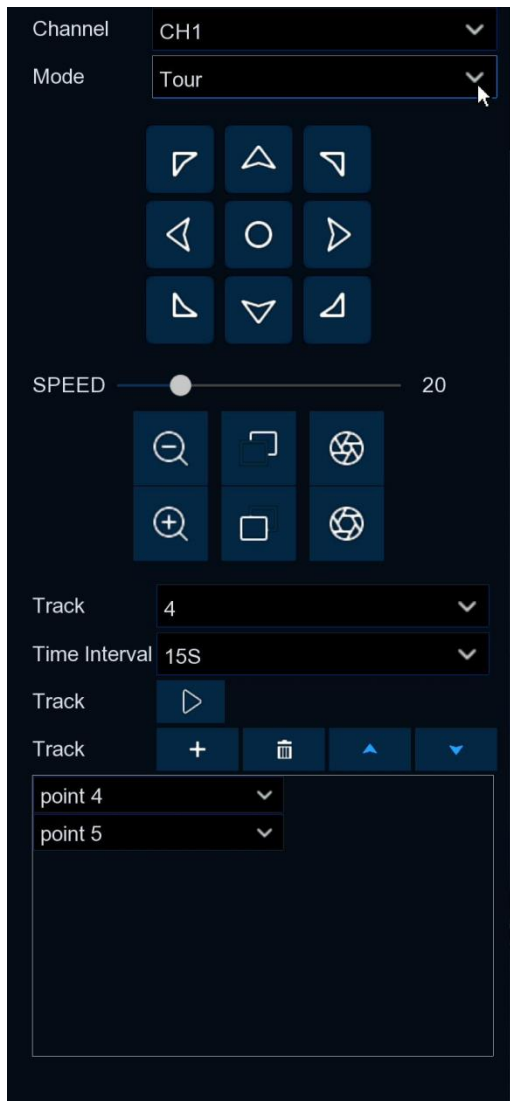 Channel CH1
Mode Tour
SPEED 20
Track 4
Time Interval 15S
Track
Track
point 4
point 5